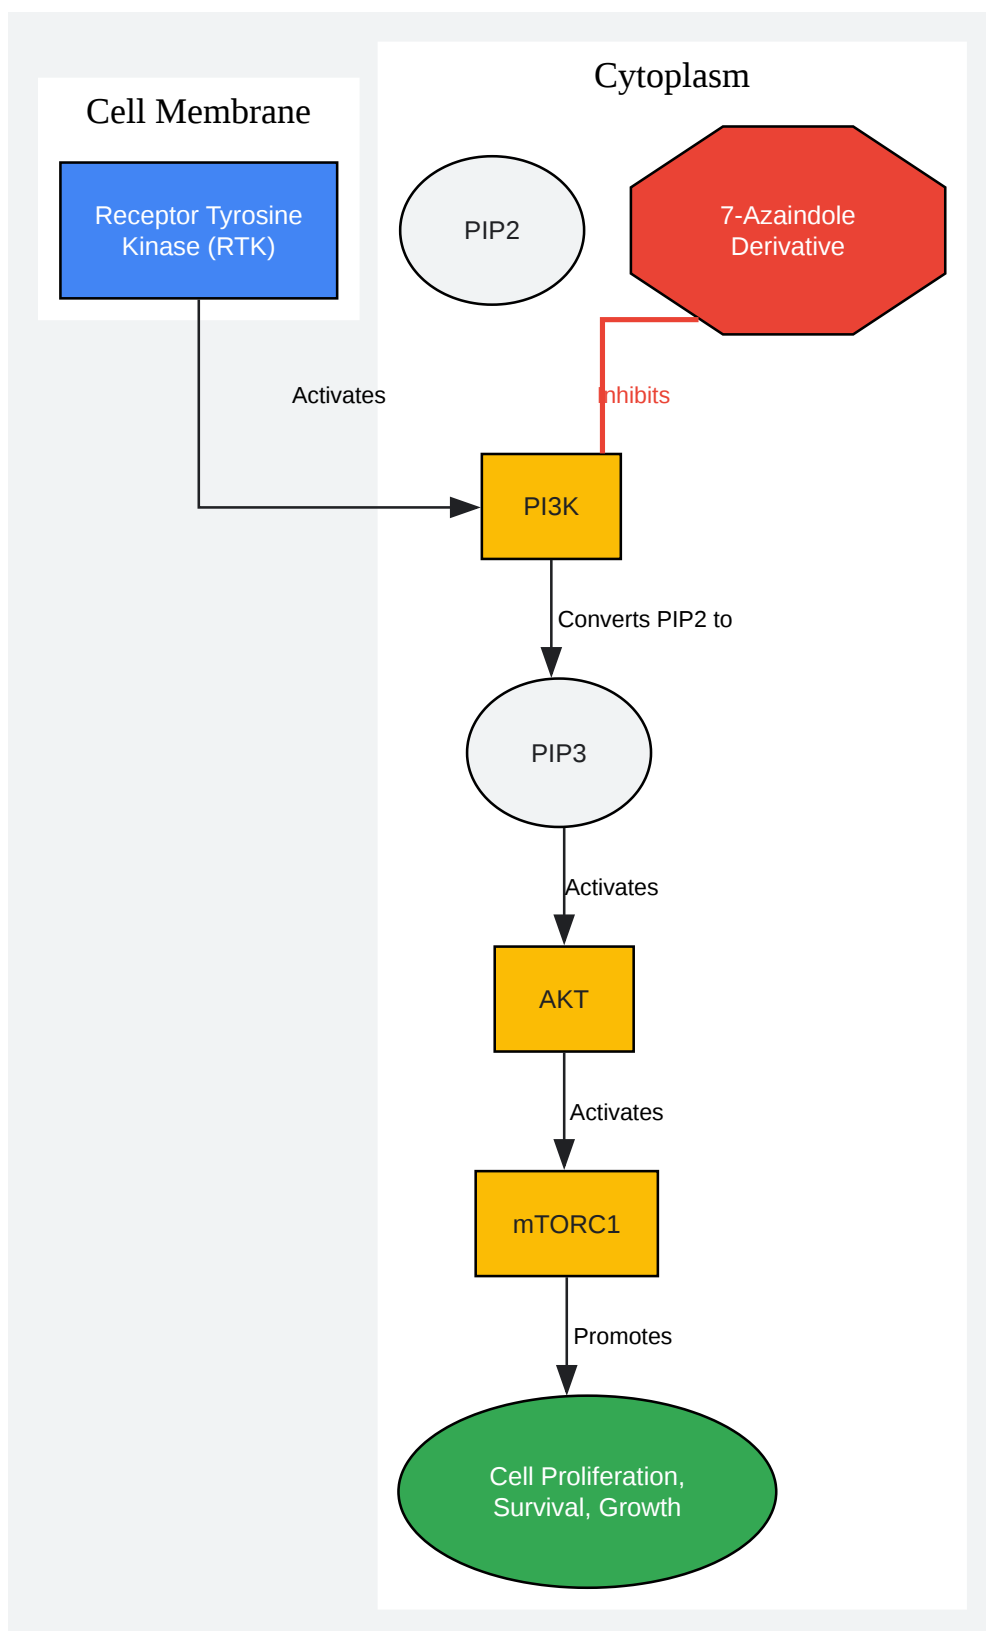 Cytoplasm
Cell Membrane
Receptor Tyrosine
Kinase (RTK)
PIP2
7-Azaindole
Derivative
Activates
Inhibits
PI3K
Converts PIP2 to
PIP3
Activates
AKT
Activates
mTORC1
Promotes
Cell Proliferation,
Survival, Growth